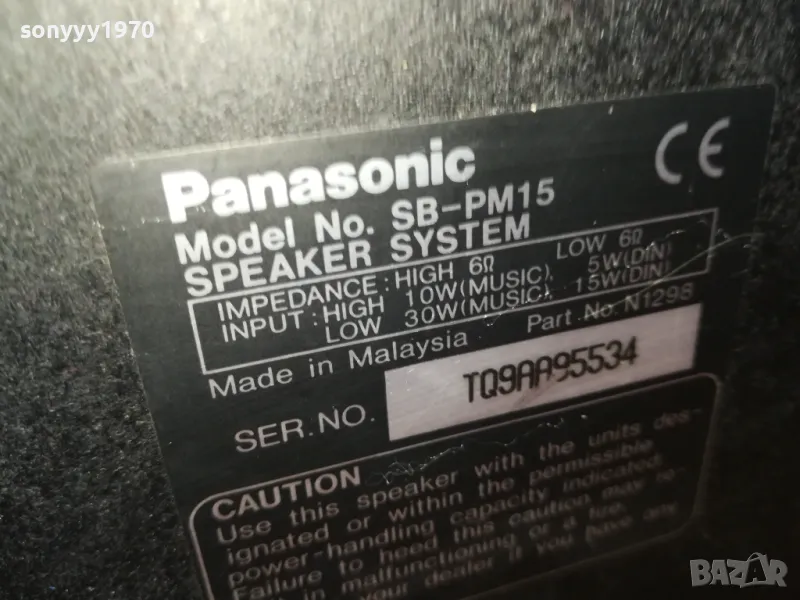 sonyyy1970
Panasonic
CE
Model No. SB-PM15
SPEAKER SYSTEM
IMPEDANCE : HIGH 6Ω LOW 6Ω
INPUT : HIGH 10W(MUSIC), 5W(DIN)
LOW 30W(MUSIC), 15W(DIN)
Made in Malaysia Part No. N1298
SER.NO. TQ9AA95534
CAUTION
Use this speaker with the units des-
ignated or within the permissible
power-handling capacity indicated.
Failure to heed this caution may re-
in malfunctioning or a fire.
your dealer if you have any
BAZAR